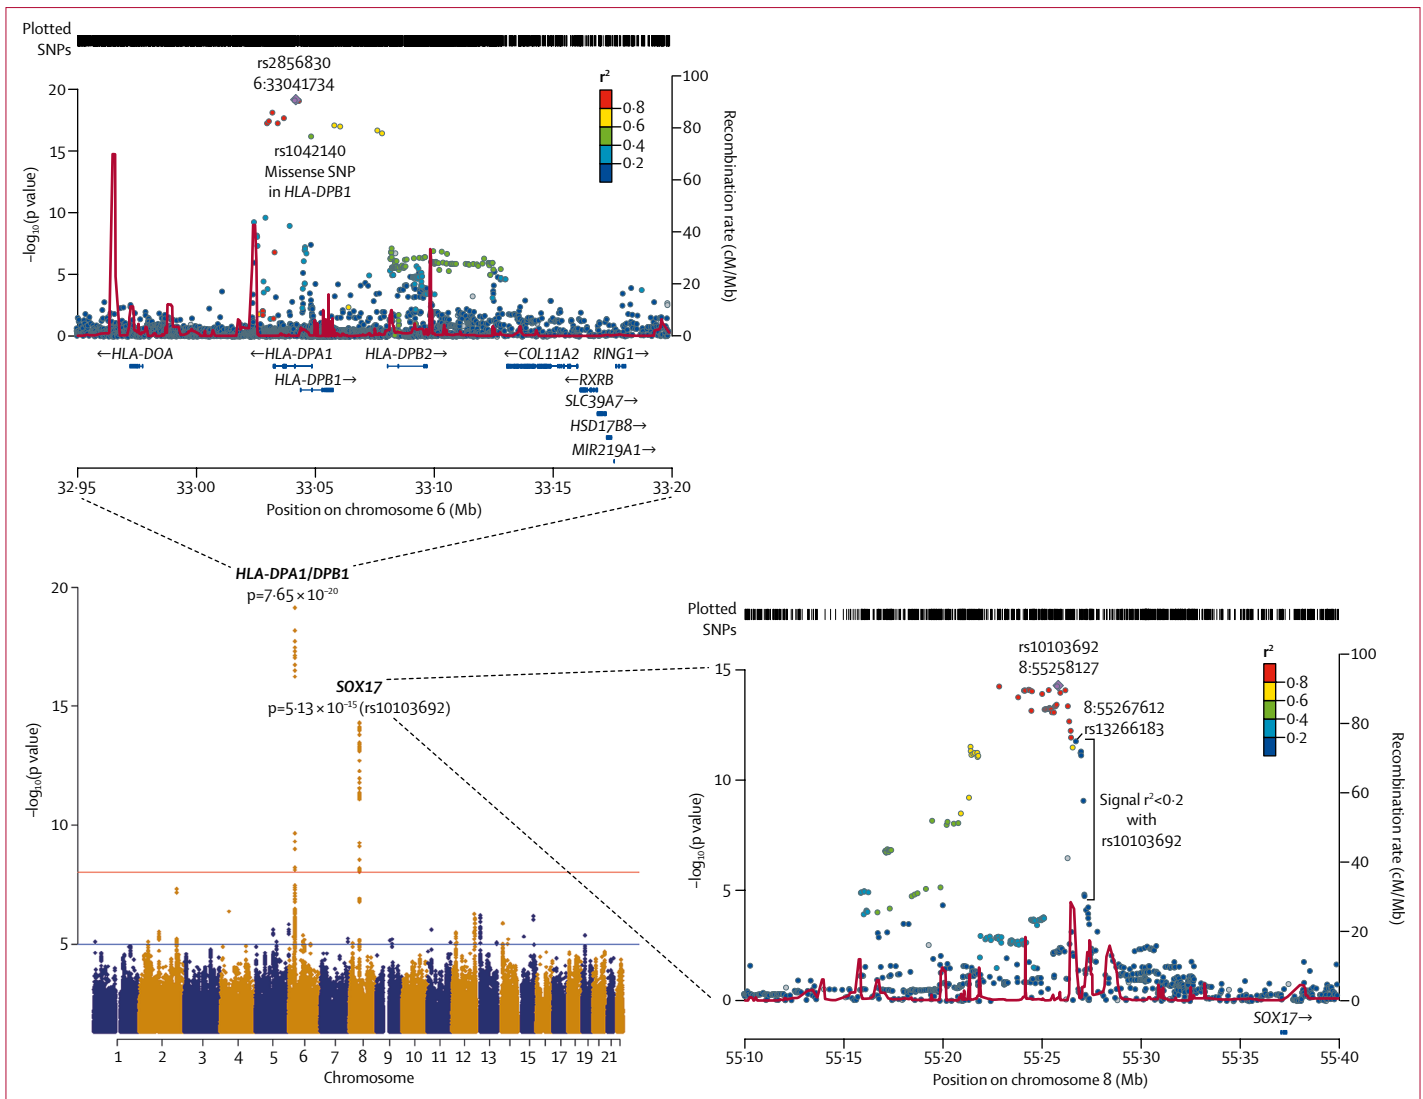 Plotted
SNPs
rs2856830
6:33041734
r²
0·8
0·6
0·4
0·2
rs1042140
Missense SNP
in HLA-DPB1
20
15
10
5
0
–log₁₀(p value)
100
80
60
40
20
0
Recombination rate (cM/Mb)
←HLA-DOA
←HLA-DPA1
HLA-DPB2→
←COL11A2
RING1→
HLA-DPB1→
←RXRB
SLC39A7→
HSD17B8→
MIR219A1→
32·95
33·00
33·05
33·10
33·15
33·20
Position on chromosome 6 (Mb)
HLA-DPA1/DPB1
p=7·65 × 10⁻²⁰
SOX17
p=5·13 × 10⁻¹⁵ (rs10103692)
20
15
10
5
–log₁₀(p value)
1 2 3 4 5 6 7 8 9 10 11 12 13 14 15 16 17 19 21
Chromosome
Plotted
SNPs
rs10103692
8:55258127
r²
0·8
0·6
0·4
0·2
8:55267612
rs13266183
Signal r²<0·2
with
rs10103692
15
10
5
0
–log₁₀(p value)
100
80
60
40
20
0
Recombination rate (cM/Mb)
SOX17→
55·10
55·15
55·20
55·25
55·30
55·35
55·40
Position on chromosome 8 (Mb)